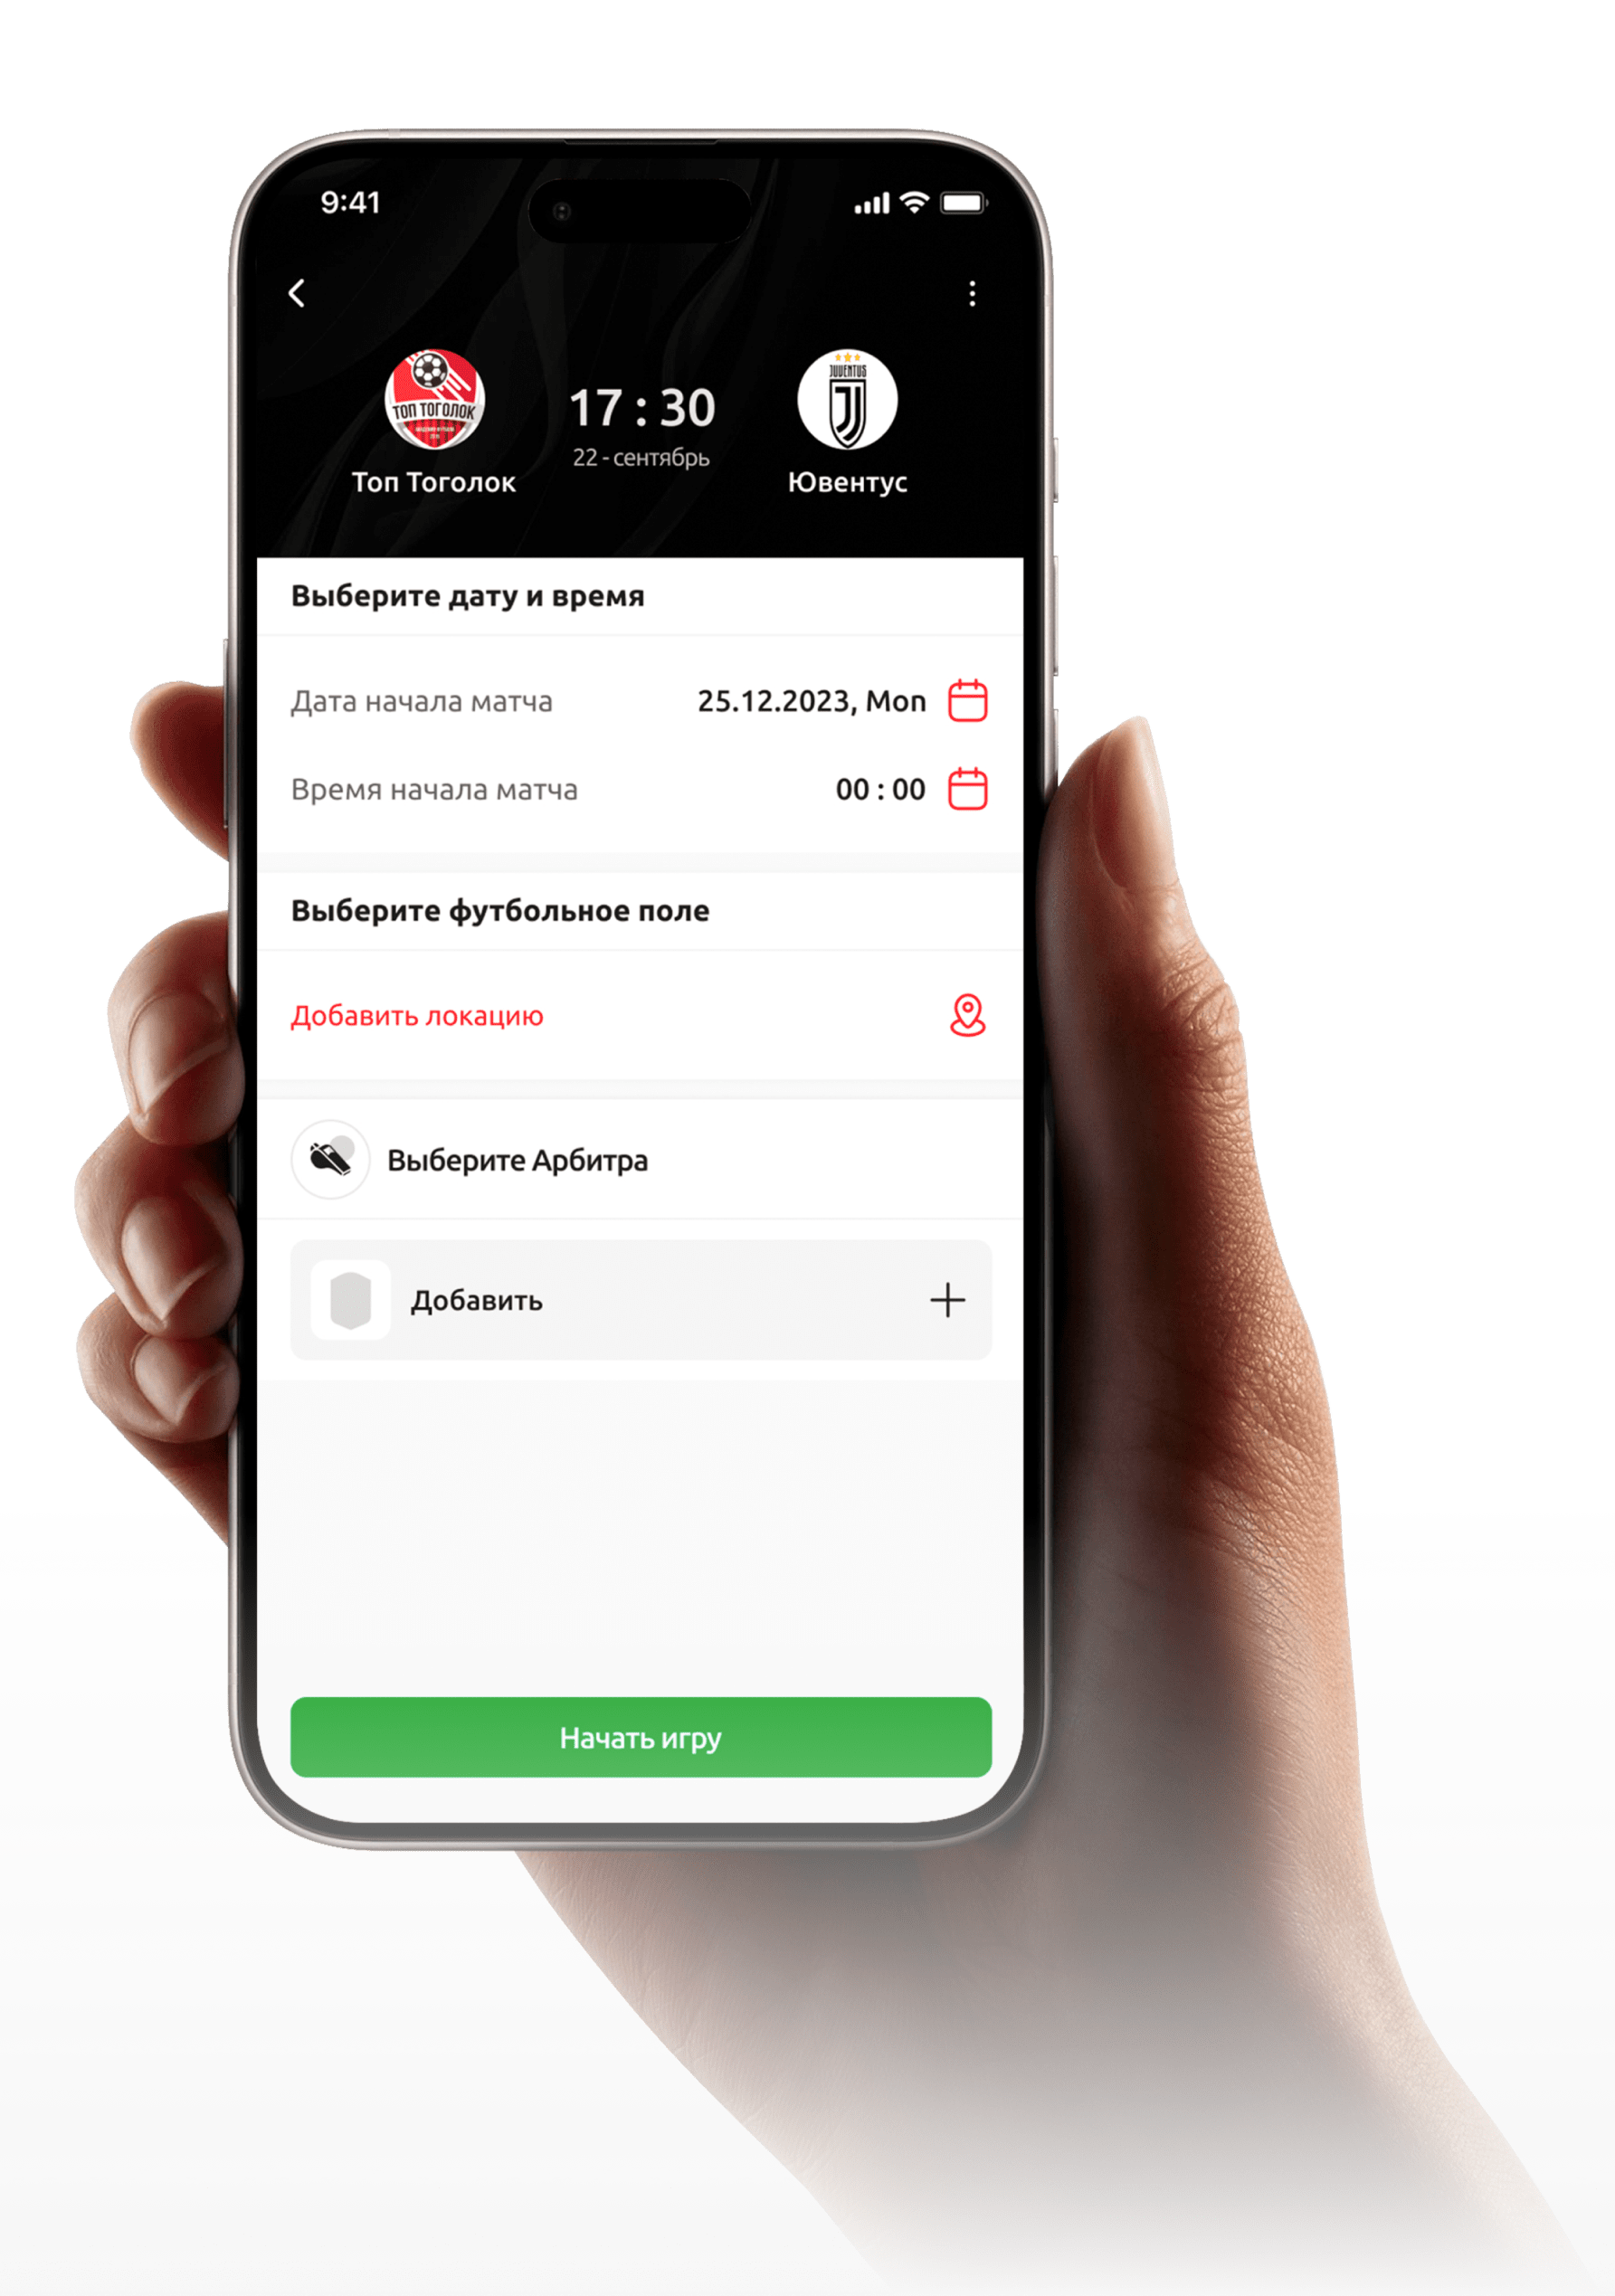 9:41
ТОП ТОГОЛОК
JUVENTUS
17 : 30
22 - сентябрь
Топ Тоголок
Ювентус
Выберите дату и время
Дата начала матча
25.12.2023, Mon
Время начала матча
00 : 00
Выберите футбольное поле
Добавить локацию
Выберите Арбитра
Добавить
Начать игру